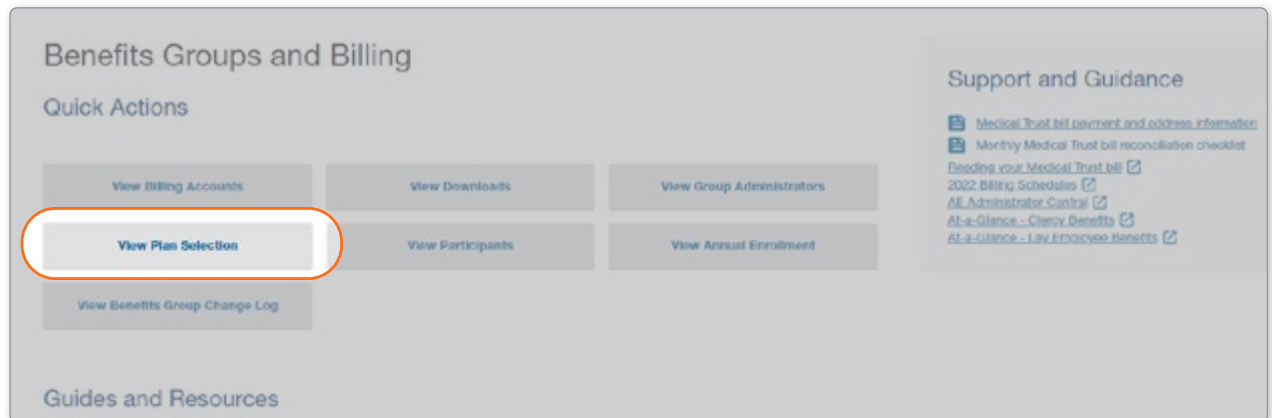 Benefits Groups and Billing
Quick Actions
View Billing Accounts
View Downloads
View Group Administrators
View Plan Selection
View Participants
View Annual Enrollment
View Benefits Group Change Log
Guides and Resources
Support and Guidance
Medical Trust bill payment and address information
Monthly Medical Trust bill reconciliation checklist
Reading your Medical Trust bill
2022 Billing Schedules
AE Administrator Control
At-a-Glance - Clergy Benefits
At-a-Glance - Lay Employee Benefits